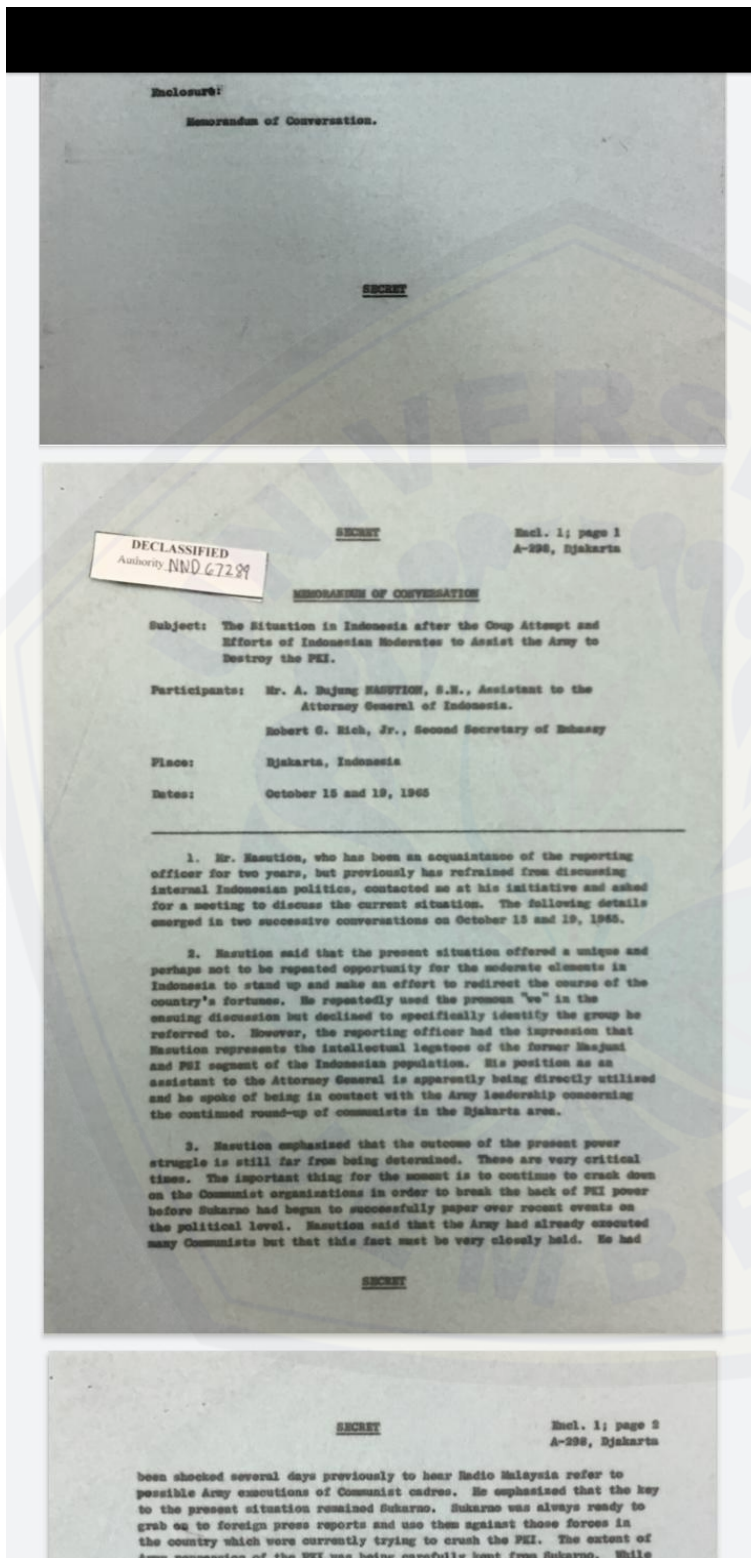 Enclosure:
Memorandum of Conversation.
SECRET
SECRET
Encl. 1; page 1
A-298, Djakarta
DECLASSIFIED
Authority NND 67289
MEMORANDUM OF CONVERSATION
Subject: The Situation in Indonesia after the Coup Attempt and
Efforts of Indonesian Moderates to Assist the Army to
Destroy the PKI.
Participants: Mr. A. Bujung NASUTION, S.H., Assistant to the
Attorney General of Indonesia.
Robert G. Rich, Jr., Second Secretary of Embassy
Place: Djakarta, Indonesia
Dates: October 15 and 19, 1965
1. Mr. Nasution, who has been an acquaintance of the reporting
officer for two years, but previously has refrained from discussing
internal Indonesian politics, contacted me at his initiative and asked
for a meeting to discuss the current situation. The following details
emerged in two successive conversations on October 15 and 19, 1965.
2. Nasution said that the present situation offered a unique and
perhaps not to be repeated opportunity for the moderate elements in
Indonesia to stand up and make an effort to redirect the course of the
country's fortunes. He repeatedly used the pronoun "we" in the
ensuing discussion but declined to specifically identify the group he
referred to. However, the reporting officer had the impression that
Nasution represents the intellectual legatees of the former Masjumi
and PSI segment of the Indonesian population. His position as an
assistant to the Attorney General is apparently being directly utilized
and he spoke of being in contact with the Army leadership concerning
the continued round-up of communists in the Djakarta area.
3. Nasution emphasized that the outcome of the present power
struggle is still far from being determined. These are very critical
times. The important thing for the moment is to continue to crack down
on the Communist organizations in order to break the back of PKI power
before Sukarno had begun to successfully paper over recent events on
the political level. Nasution said that the Army had already executed
many Communists but that this fact must be very closely held. He had
SECRET
SECRET
Encl. 1; page 2
A-298, Djakarta
been shocked several days previously to hear Radio Malaysia refer to
possible Army executions of Communist cadres. He emphasized that the key
to the present situation remained Sukarno. Sukarno was always ready to
grab on to foreign press reports and use them against those forces in
the country which were currently trying to crush the PKI. The extent of
Army repression of the PKI was being carefully kept from Sukarno. While
UNIVERS